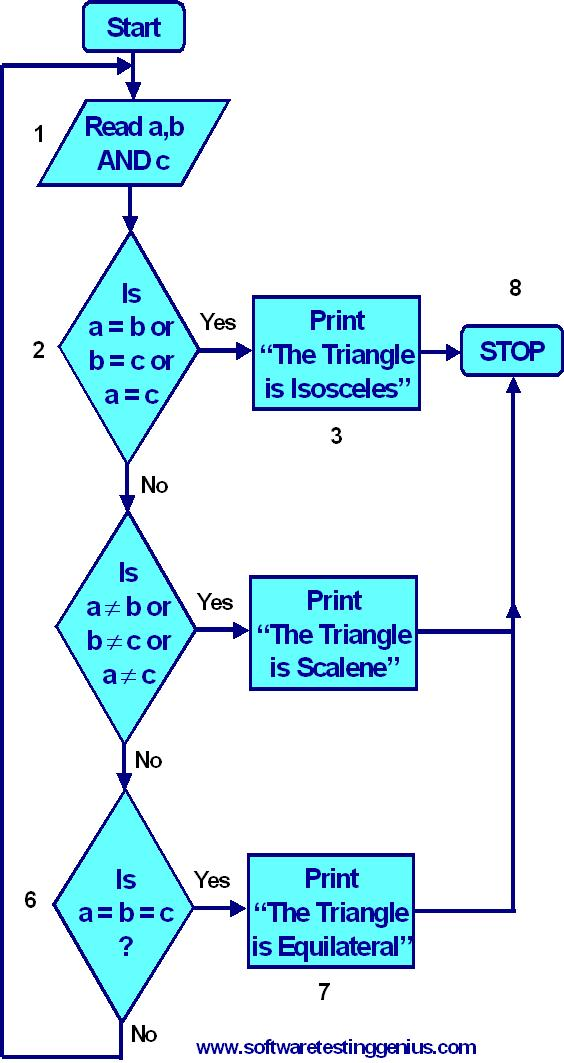 Start
1
Read a,b
AND c
2
Is
a = b or
b = c or
a = c
Yes
Print
“The Triangle
is Isosceles”
3
8
STOP
No
Is
a ≠ b or
b ≠ c or
a ≠ c
Yes
Print
“The Triangle
is Scalene”
No
6
Is
a = b = c
?
Yes
Print
“The Triangle
is Equilateral”
7
No
www.softwaretestinggenius.com